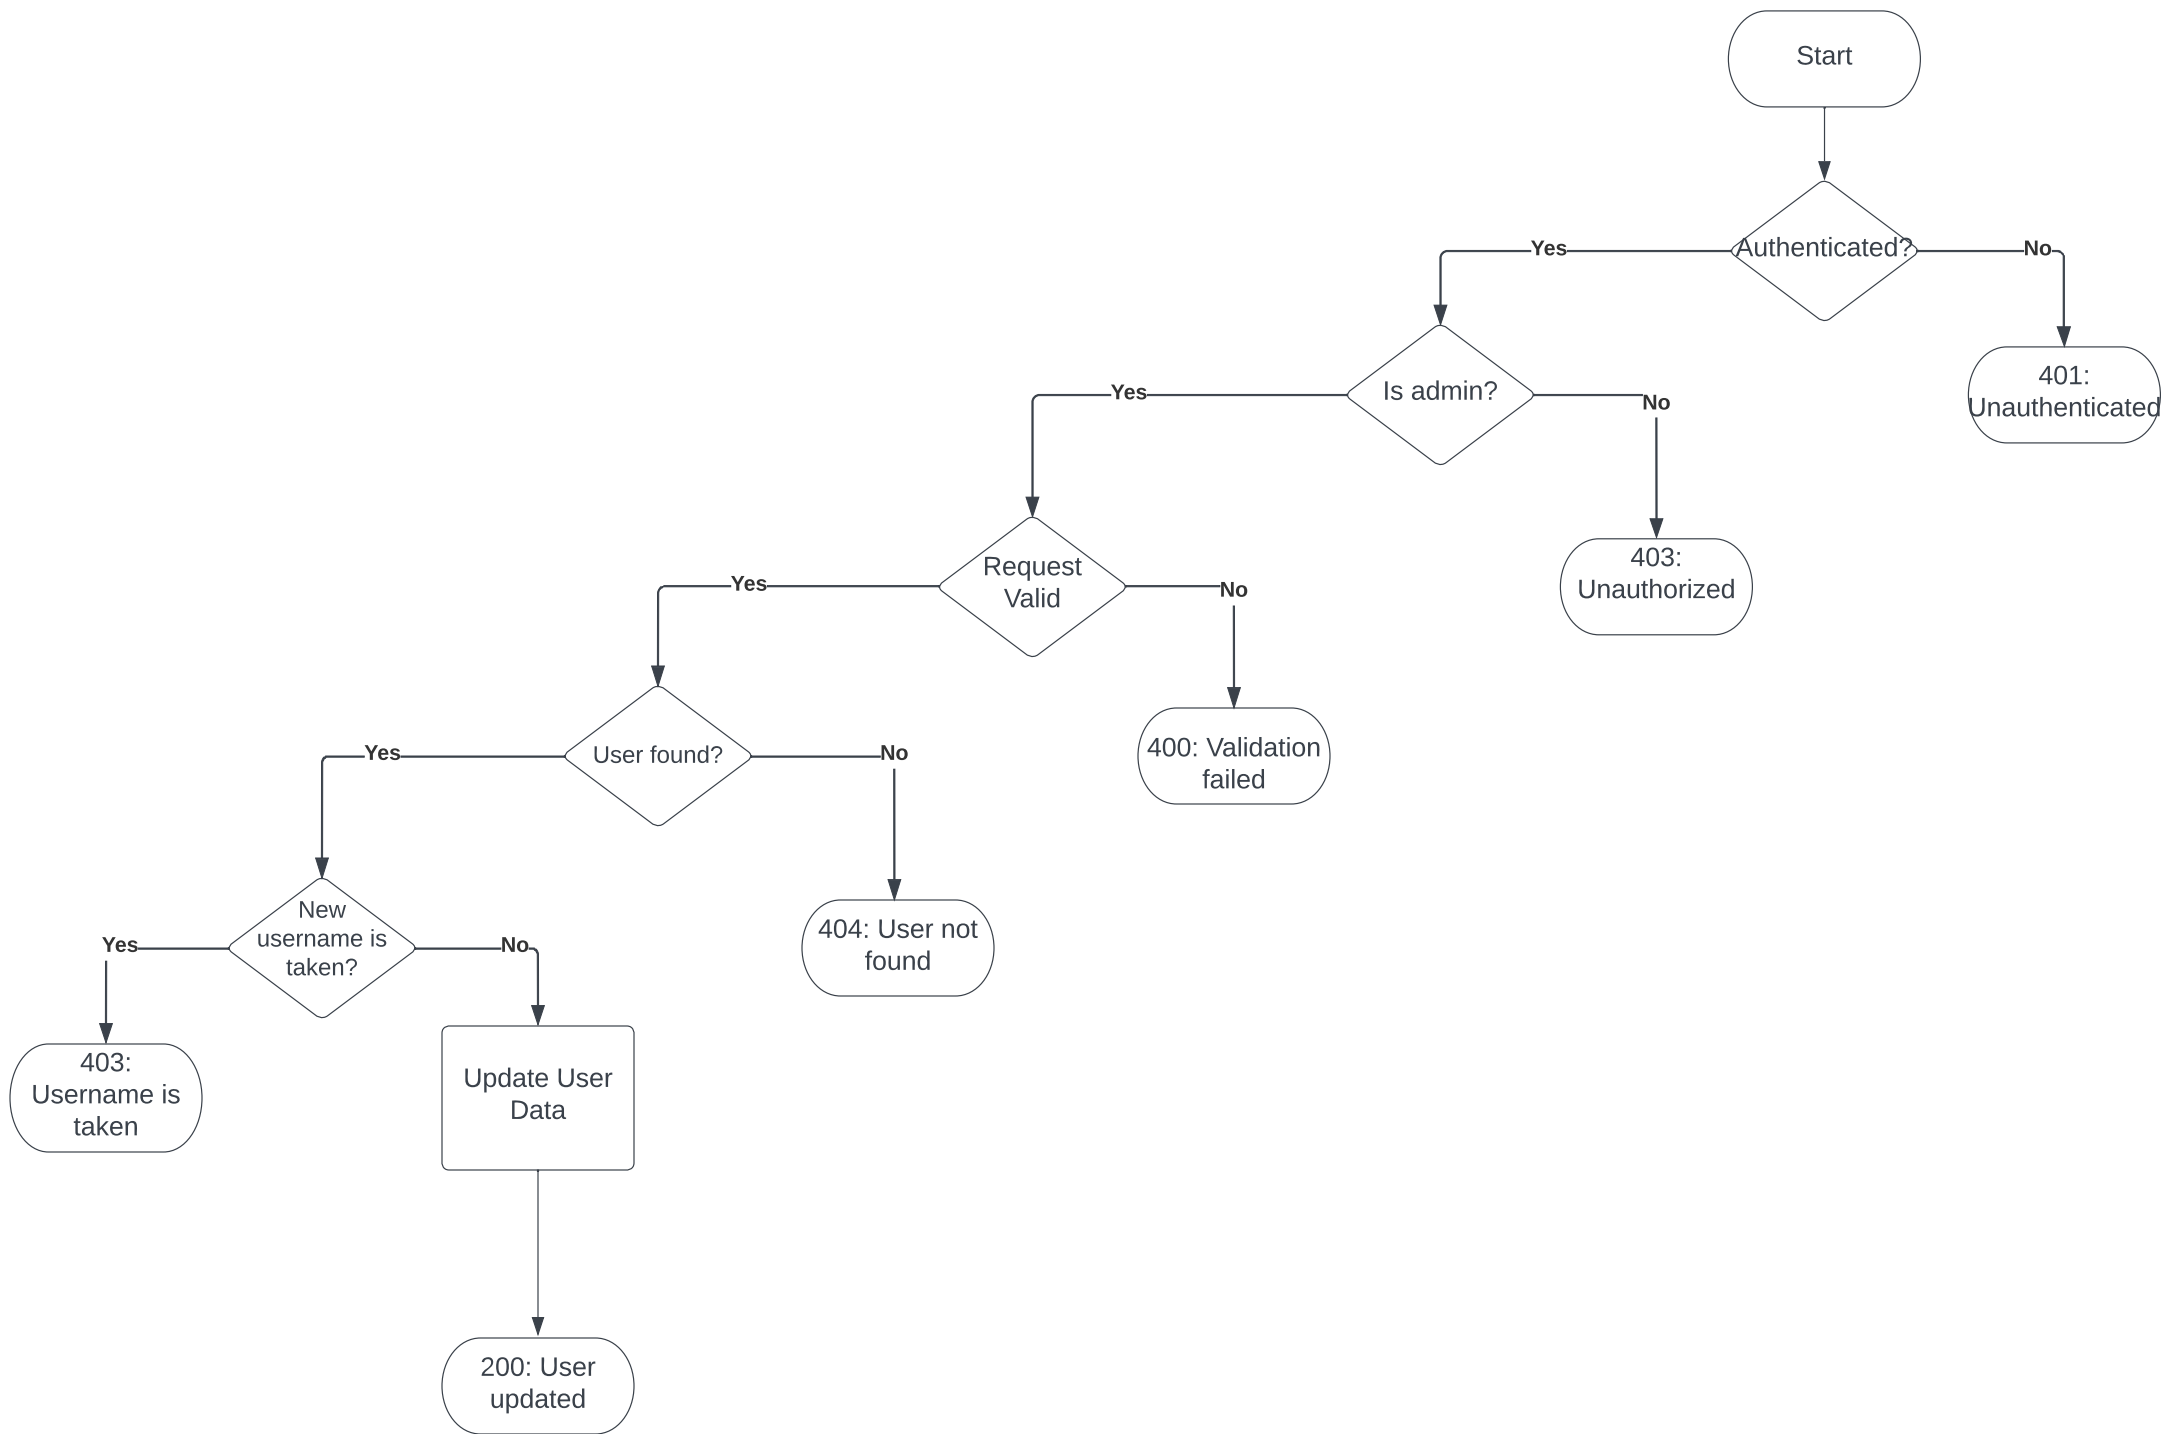 Start
Authenticated?
Yes
No
401:
Unauthenticated
Is admin?
Yes
No
403:
Unauthorized
Request
Valid
Yes
No
400: Validation
failed
User found?
Yes
No
404: User not
found
New
username is
taken?
Yes
No
403:
Username is
taken
Update User
Data
200: User
updated